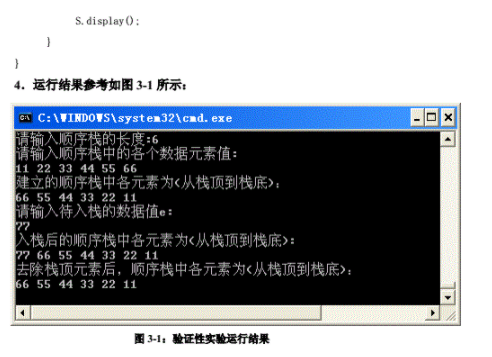 S.display();
}
}
4．运行结果参考如图 3-1 所示：
C:\WINDOWS\system32\cmd.exe
请输入顺序栈的长度:6
请输入顺序栈中的各个数据元素值:
11 22 33 44 55 66
建立的顺序栈中各元素为<从栈顶到栈底>:
66 55 44 33 22 11
请输入待入栈的数据值e:
77
入栈后的顺序栈中各元素为<从栈顶到栈底>:
77 66 55 44 33 22 11
去除栈顶元素后, 顺序栈中各元素为<从栈顶到栈底>:
66 55 44 33 22 11
图 3-1：验证性实验运行结果